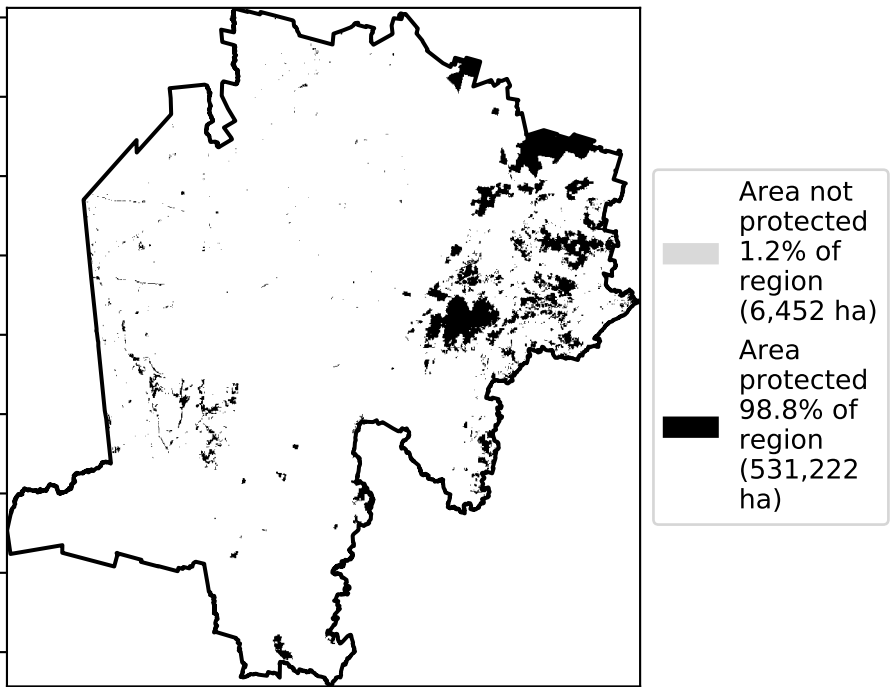 Area not
protected
1.2% of
region
(6,452 ha)
Area
protected
98.8% of
region
(531,222
ha)